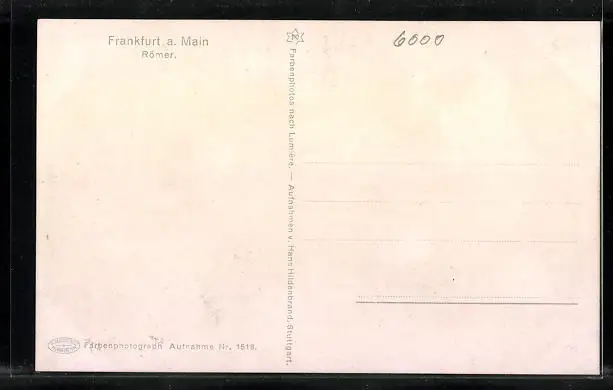 Frankfurt a. Main
Römer.
6000
Farbenphotos nach Lumière. — Aufnahmen v. Hans Hildenbrand, Stuttgart.
Farbenphotograph Aufnahme Nr. 1518.